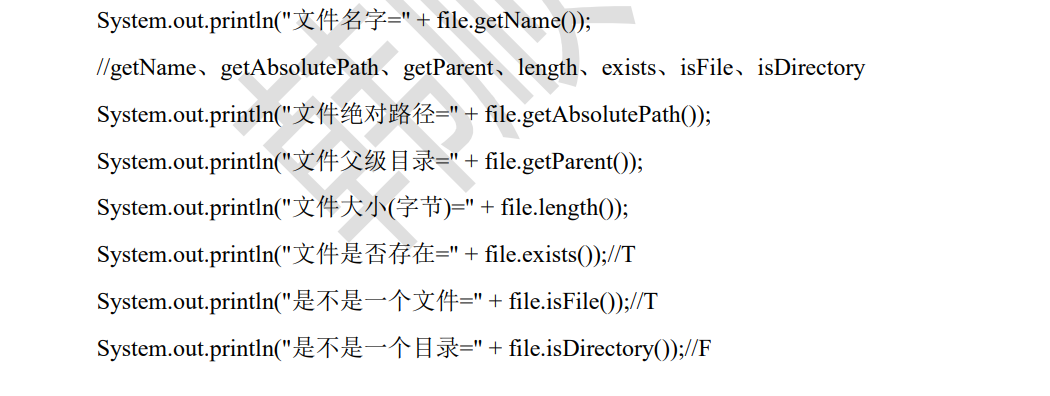 System.out.println("文件名字=" + file.getName());
//getName、getAbsolutePath、getParent、length、exists、isFile、isDirectory
System.out.println("文件绝对路径=" + file.getAbsolutePath());
System.out.println("文件父级目录=" + file.getParent());
System.out.println("文件大小(字节)=" + file.length());
System.out.println("文件是否存在=" + file.exists());//T
System.out.println("是不是一个文件=" + file.isFile());//T
System.out.println("是不是一个目录=" + file.isDirectory());//F
韩顺